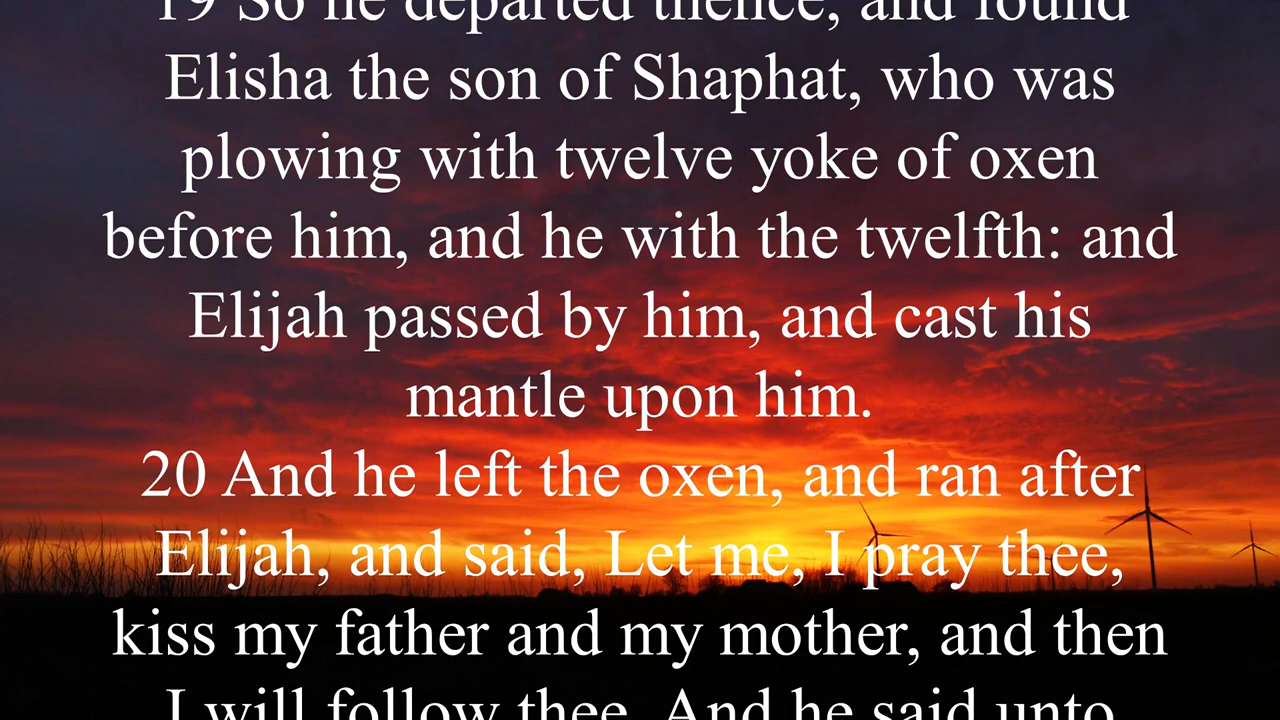 19 So he departed thence, and found
Elisha the son of Shaphat, who was
plowing with twelve yoke of oxen
before him, and he with the twelfth: and
Elijah passed by him, and cast his
mantle upon him.
20 And he left the oxen, and ran after
Elijah, and said, Let me, I pray thee,
kiss my father and my mother, and then
I will follow thee. And he said unto